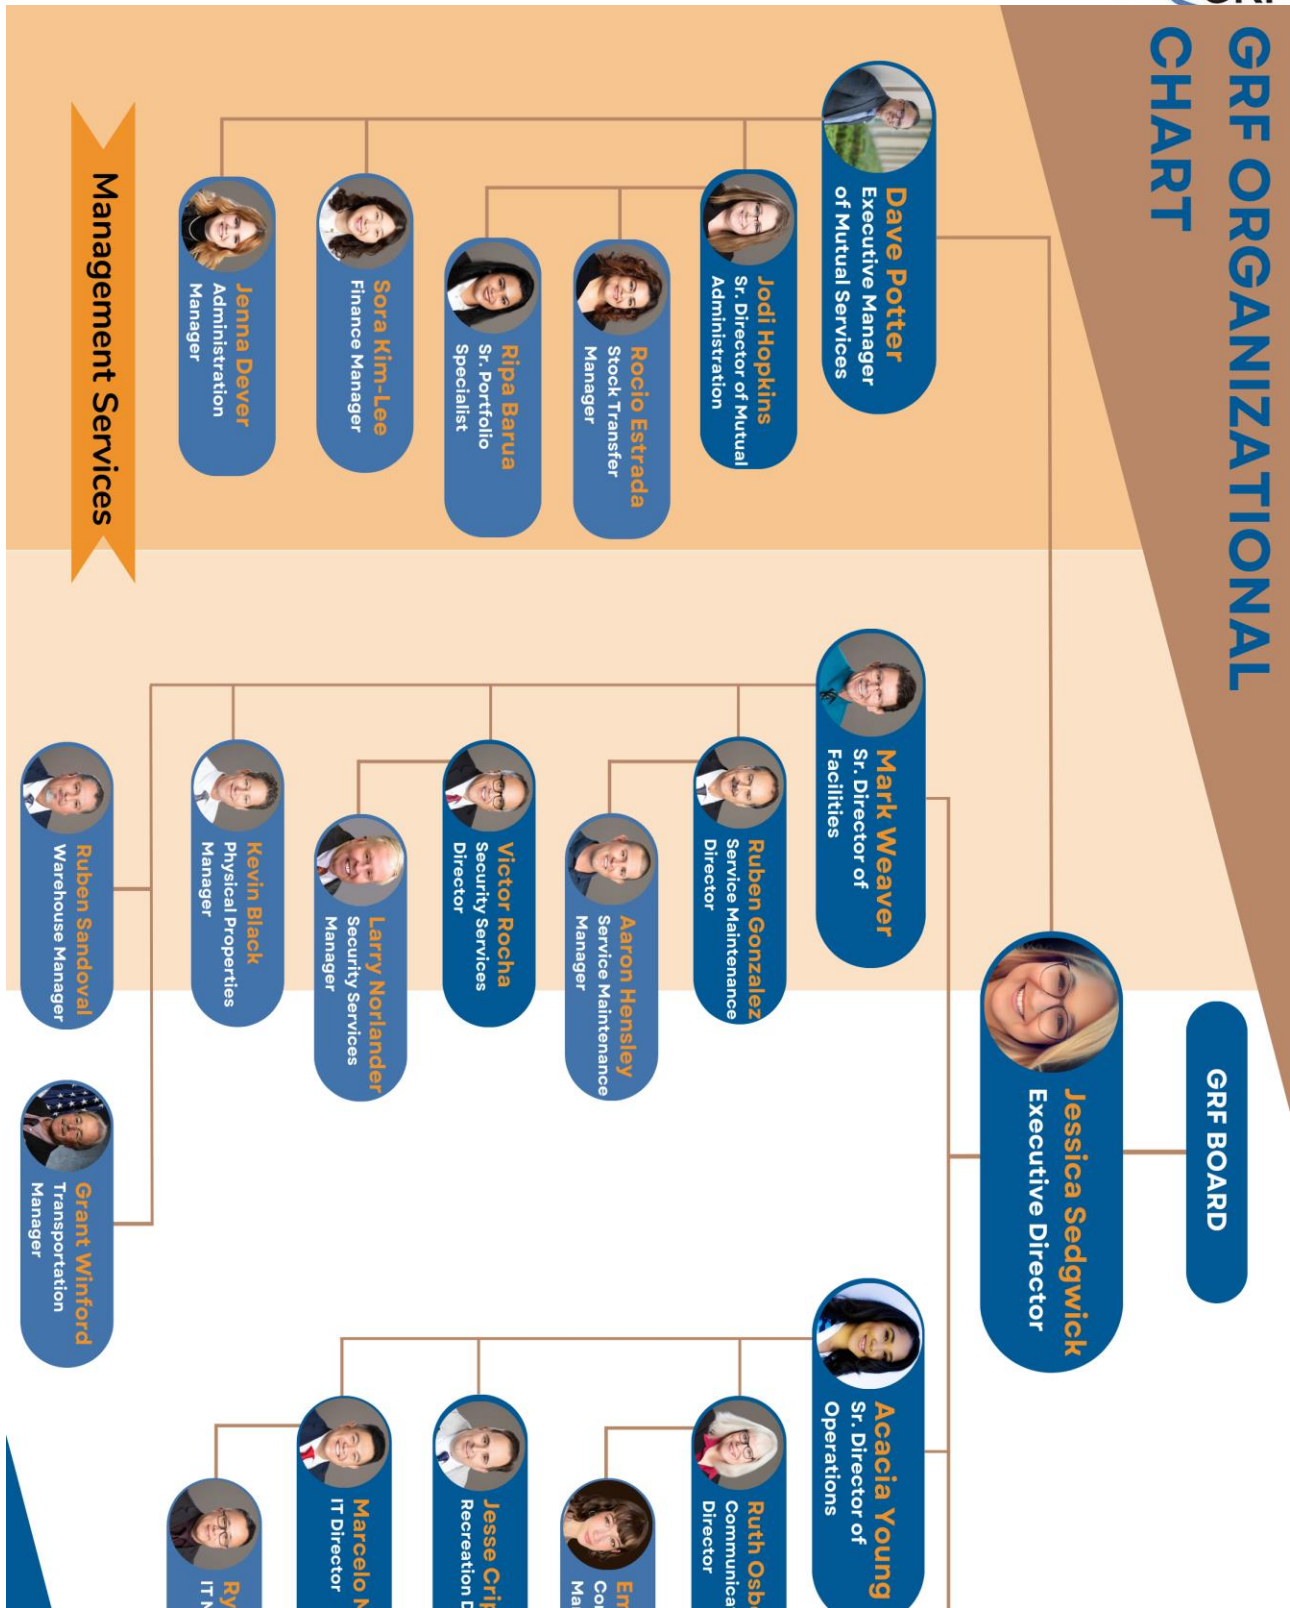 GRF ORGANIZATIONAL
CHART
GRF BOARD
Jessica Sedgwick
Executive Director
Dave Potter
Executive Manager
of Mutual Services
Jodi Hopkins
Sr. Director of Mutual
Administration
Rocio Estrada
Stock Transfer
Manager
Ripa Barua
Sr. Portfolio
Specialist
Sora Kim-Lee
Finance Manager
Jenna Dever
Administration
Manager
Management Services
Mark Weaver
Sr. Director of
Facilities
Ruben Gonzalez
Service Maintenance
Director
Aaron Hensley
Service Maintenance
Manager
Victor Rocha
Security Services
Director
Larry Norlander
Security Services
Manager
Kevin Black
Physical Properties
Manager
Ruben Sandoval
Warehouse Manager
Grant Winford
Transportation
Manager
Acacia Young
Sr. Director of
Operations
Ruth
Director
Jesse
Recreation
Marcelo
IT Director
IT